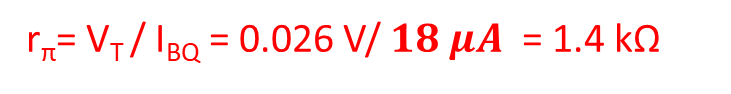 rπ= VT / IBQ = 0.026 V/ 18 μA = 1.4 kΩ